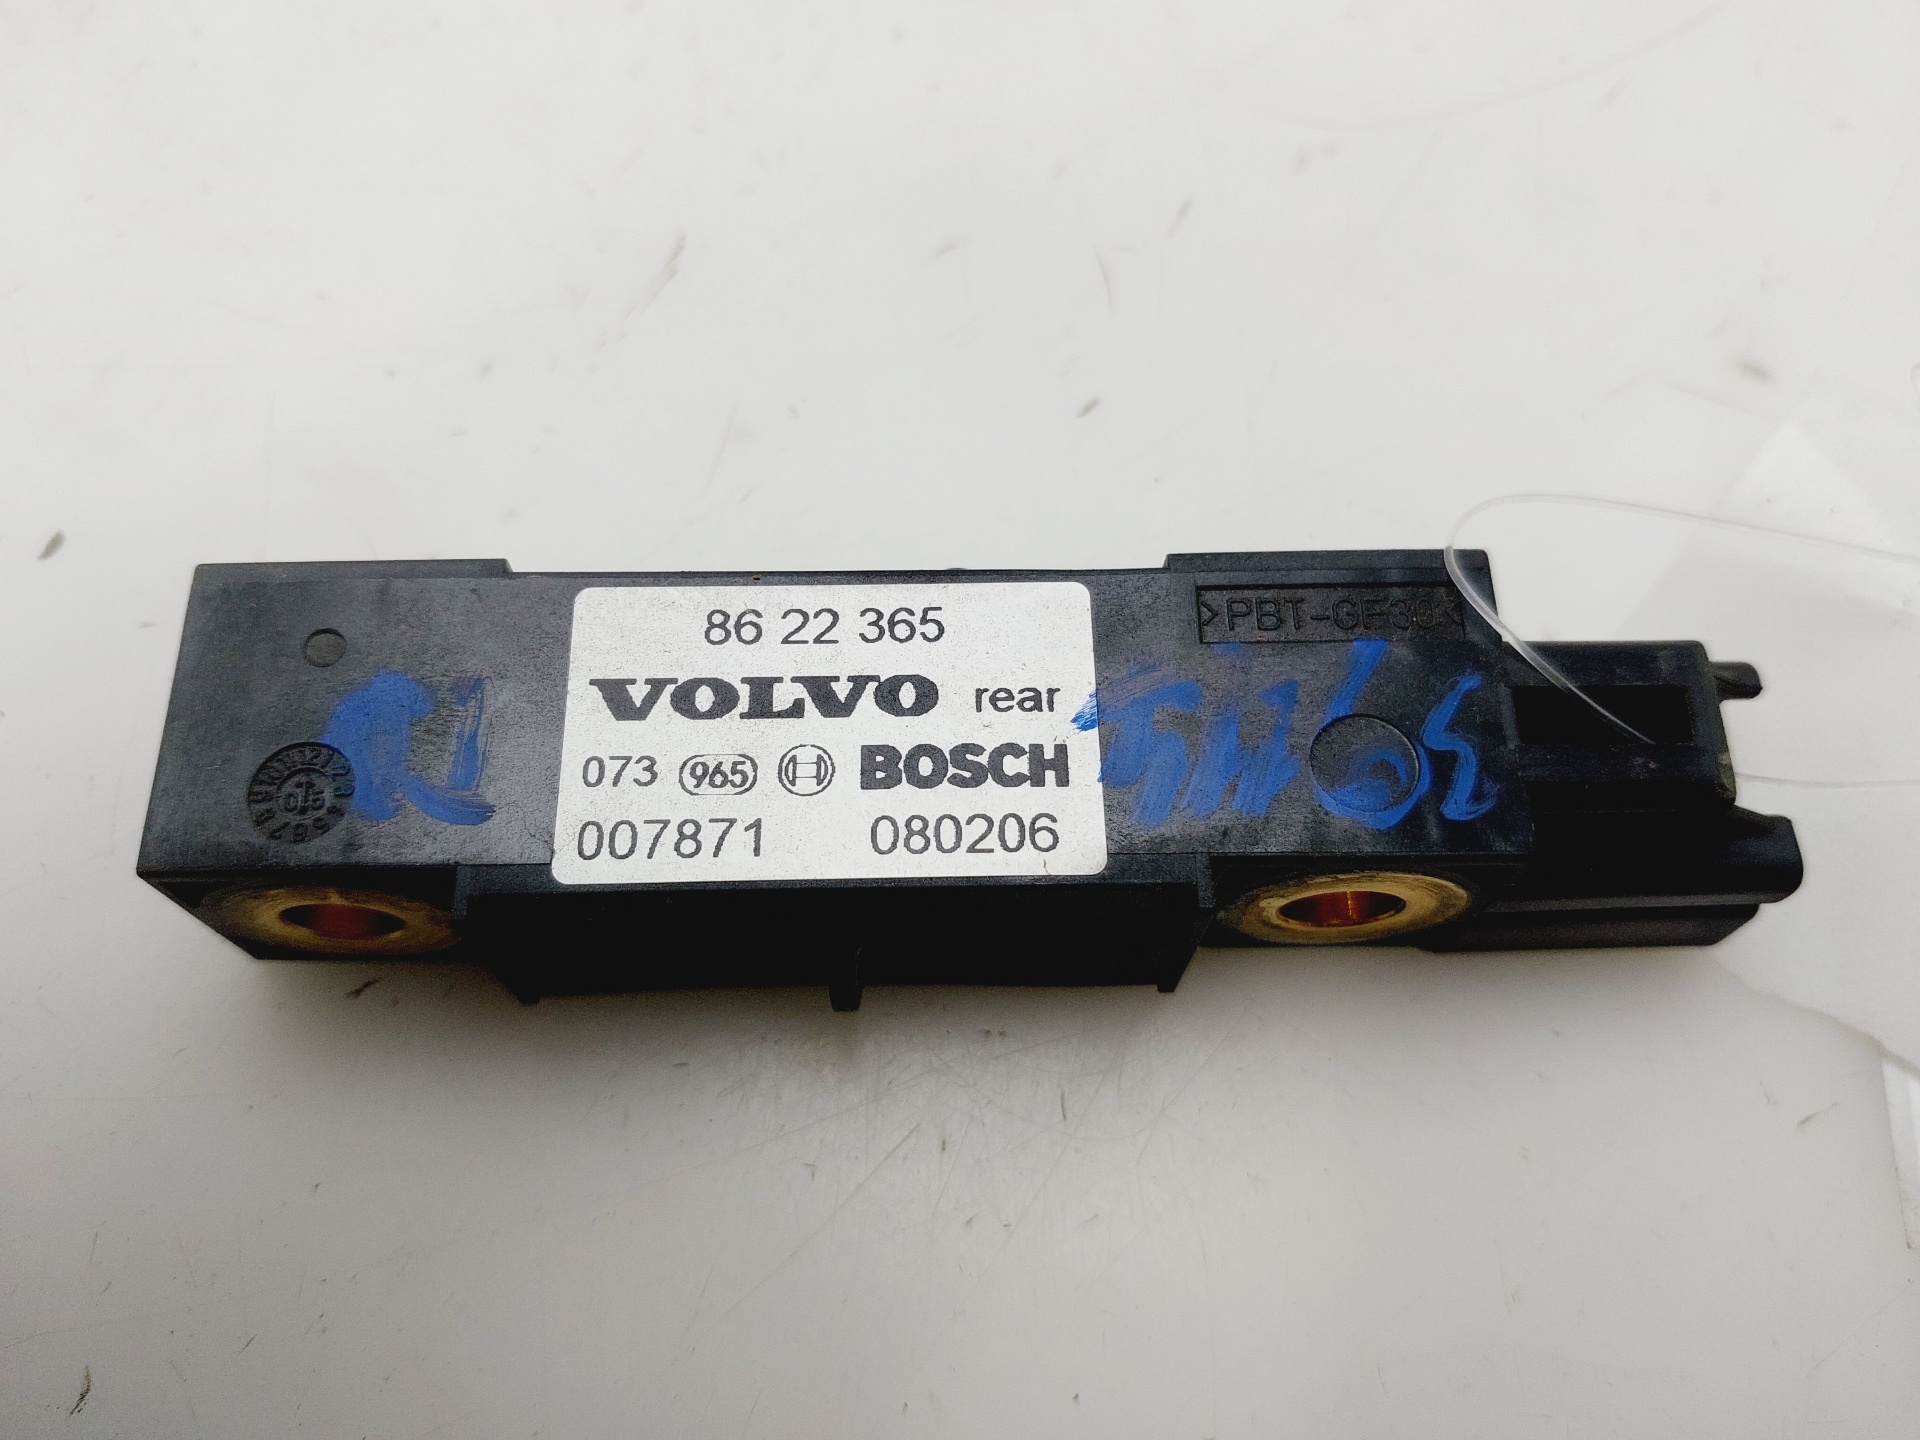 86 22 365
VOLVO rear
073 965 BOSCH
007871 080206
>PBT-GF30<